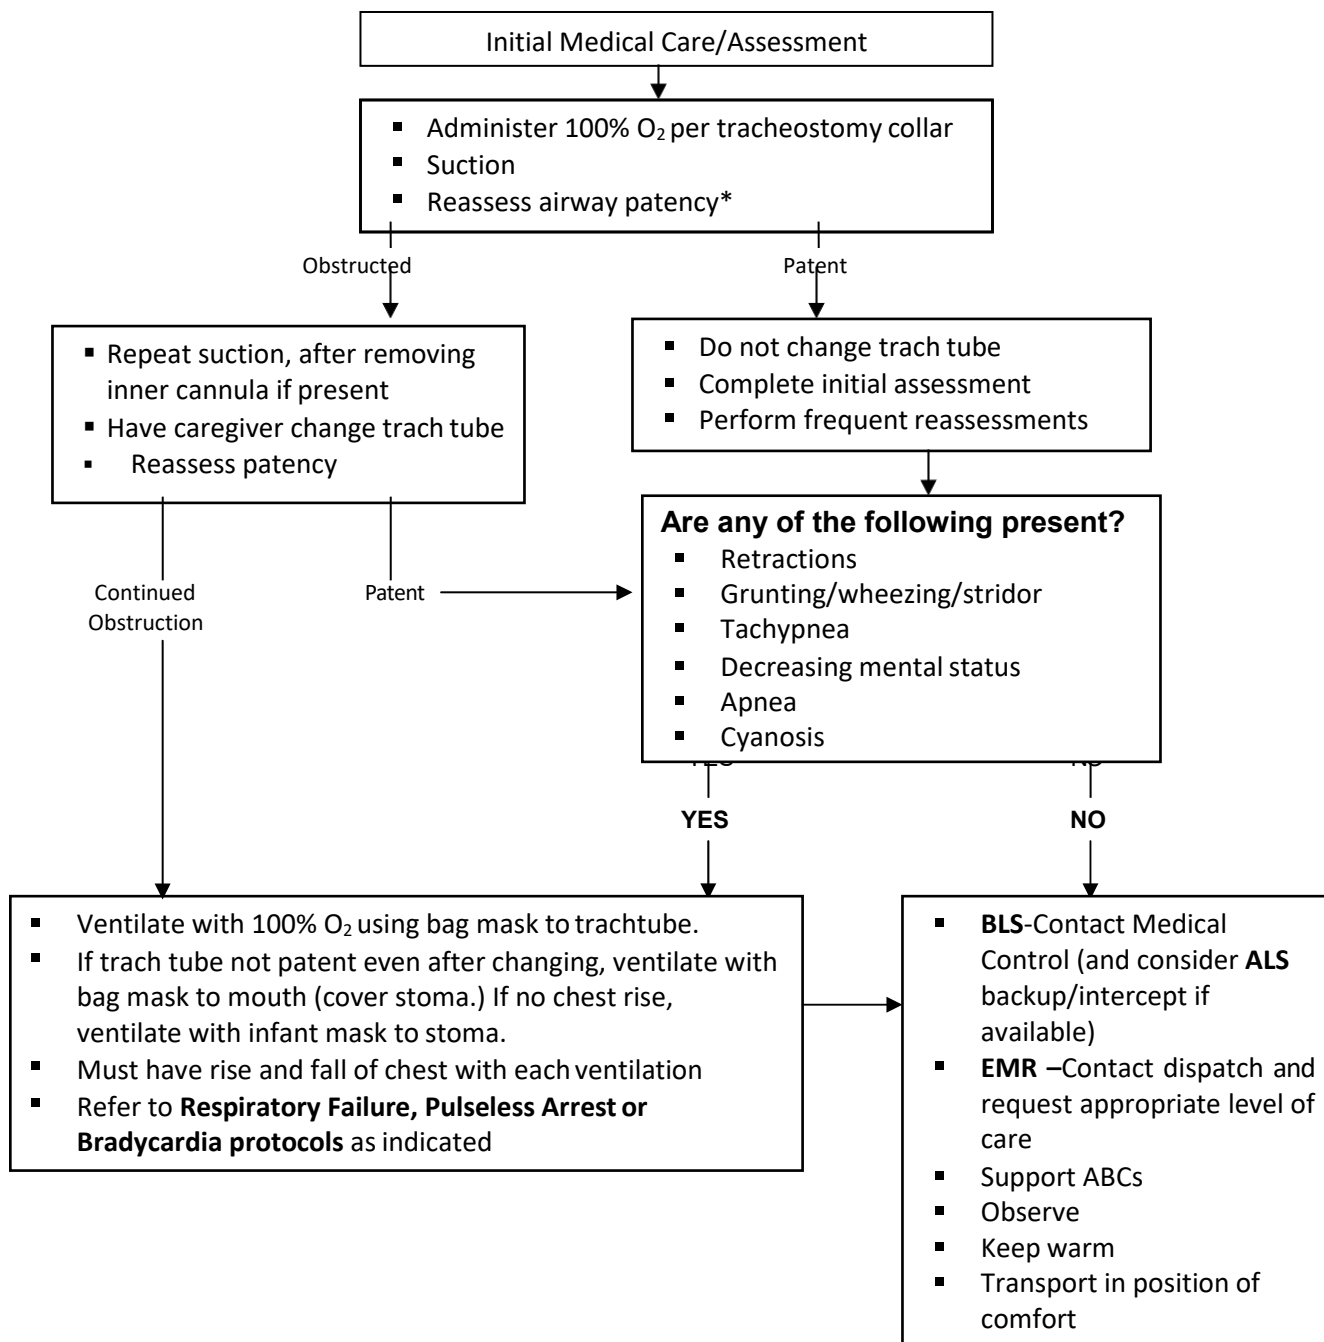 Initial Medical Care/Assessment
▪ Administer 100% O₂ per tracheostomy collar
▪ Suction
▪ Reassess airway patency*
Obstructed
Patent
▪ Repeat suction, after removing
inner cannula if present
▪ Have caregiver change trach tube
▪ Reassess patency
▪ Do not change trach tube
▪ Complete initial assessment
▪ Perform frequent reassessments
Are any of the following present?
▪ Retractions
▪ Grunting/wheezing/stridor
▪ Tachypnea
▪ Decreasing mental status
▪ Apnea
▪ Cyanosis
Continued
Obstruction
Patent
YES
NO
▪ Ventilate with 100% O₂ using bag mask to trachtube.
▪ If trach tube not patent even after changing, ventilate with
bag mask to mouth (cover stoma.) If no chest rise,
ventilate with infant mask to stoma.
▪ Must have rise and fall of chest with each ventilation
▪ Refer to Respiratory Failure, Pulseless Arrest or
Bradycardia protocols as indicated
▪ BLS-Contact Medical
Control (and consider ALS
backup/intercept if
available)
▪ EMR –Contact dispatch and
request appropriate level of
care
▪ Support ABCs
▪ Observe
▪ Keep warm
▪ Transport in position of
comfort